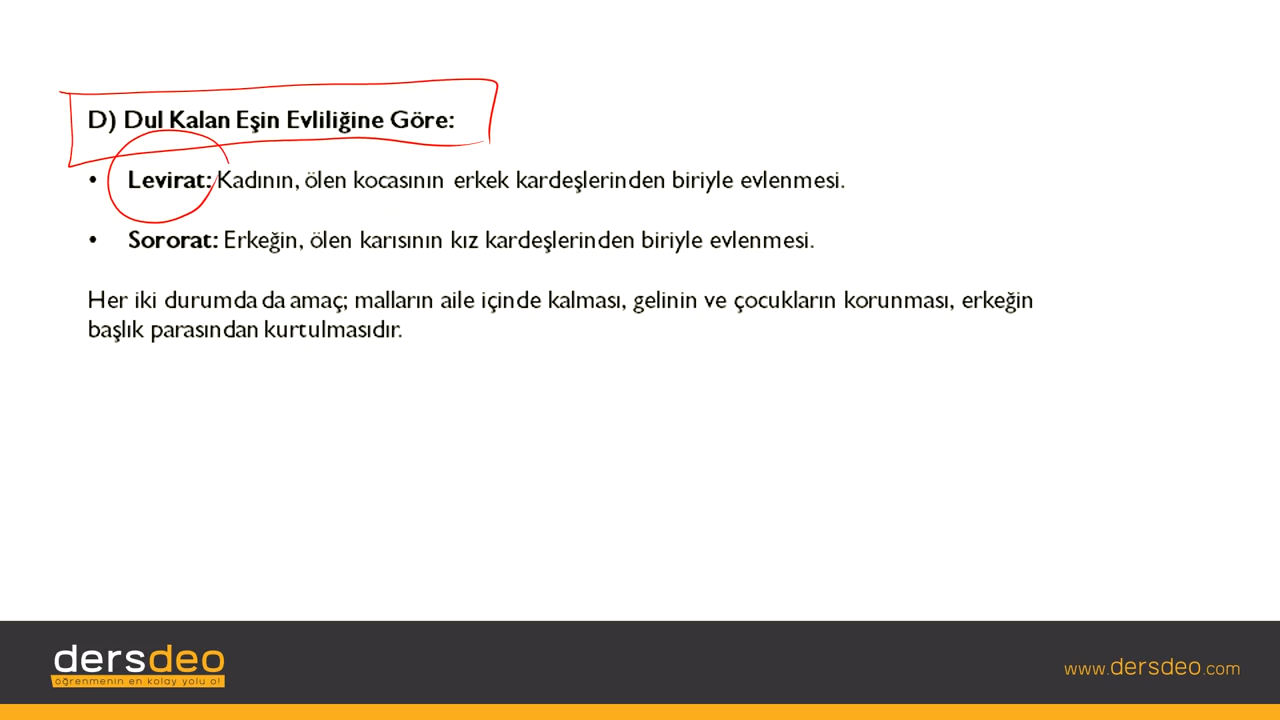 D) Dul Kalan Eşin Evliliğine Göre:
• Levirat: Kadının, ölen kocasının erkek kardeşlerinden biriyle evlenmesi.
• Sororat: Erkeğin, ölen karısının kız kardeşlerinden biriyle evlenmesi.
Her iki durumda da amaç; malların aile içinde kalması, gelinin ve çocukların korunması, erkeğin
başlık parasından kurtulmasıdır.
dersdeo
öğrenmenin en kolay yolu o!
www.dersdeo.com